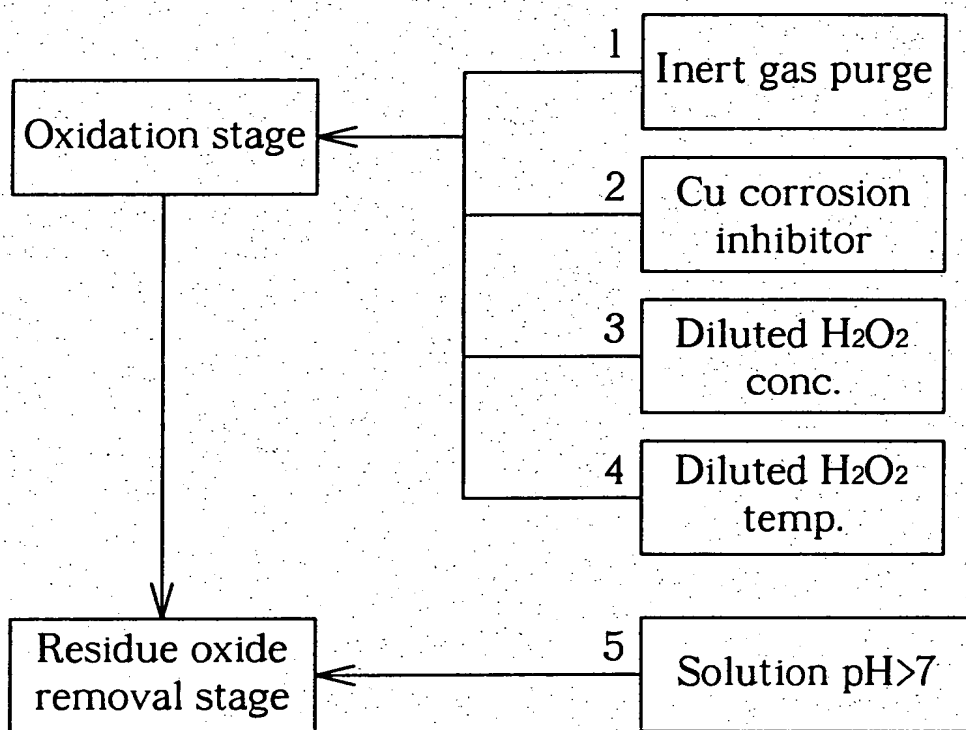 1
Inert gas purge
Oxidation stage
2
Cu corrosion
inhibitor
3
Diluted H₂O₂
conc.
4
Diluted H₂O₂
temp.
Residue oxide
removal stage
5
Solution pH>7